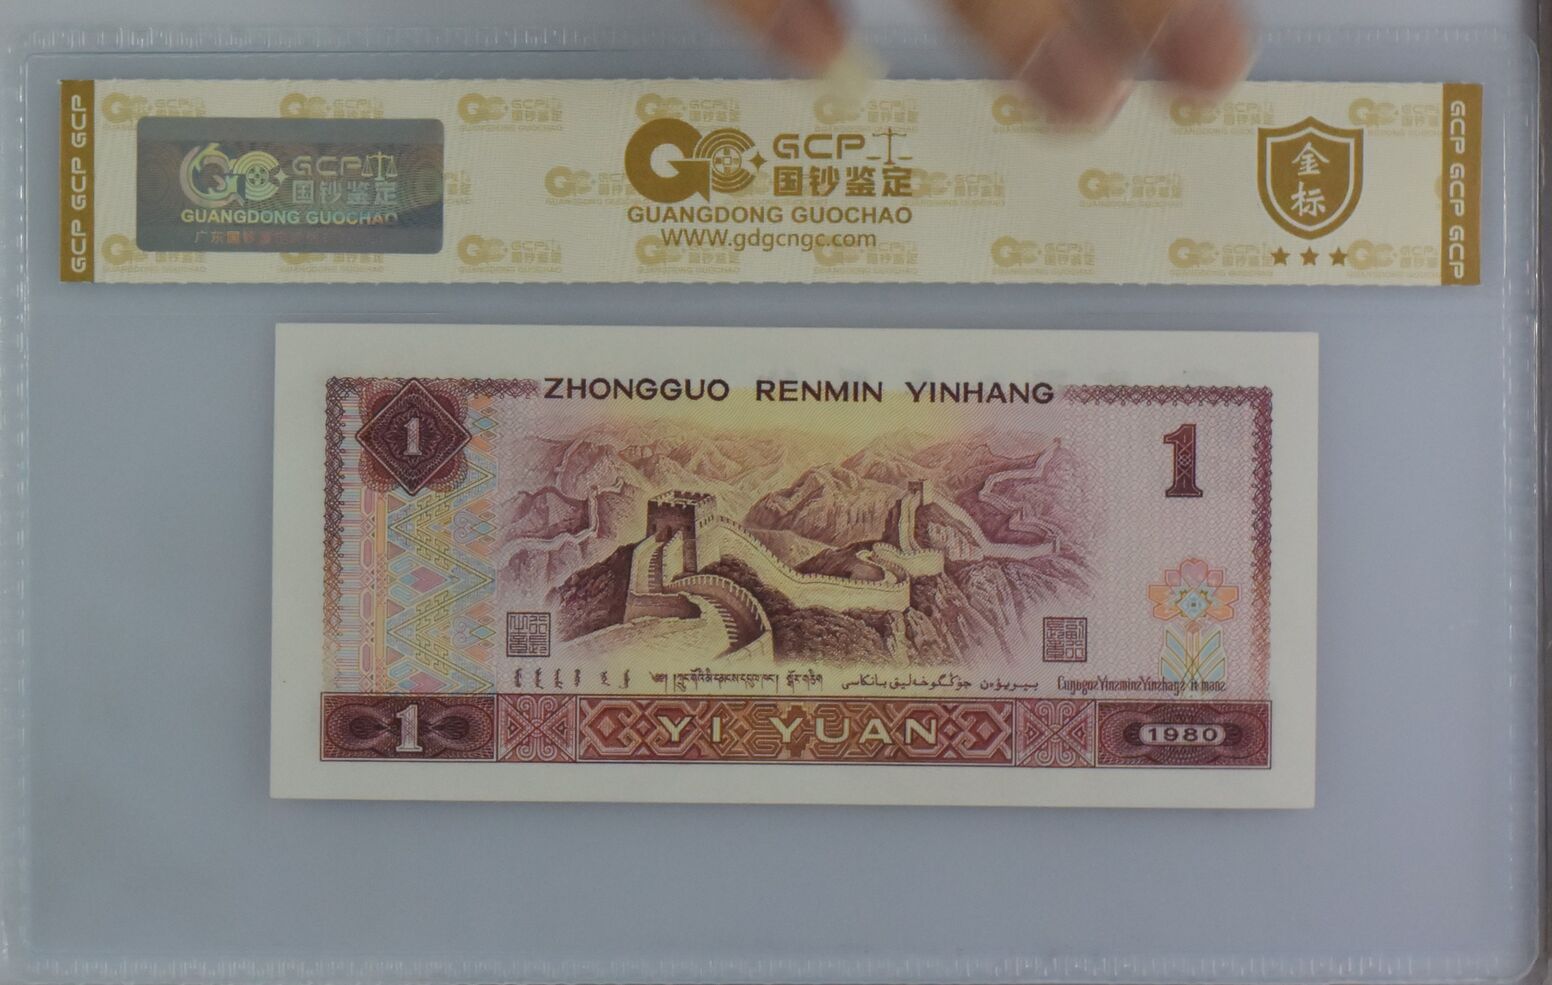 GCP GCP GCP
GCP
国钞鉴定
GUANGDONG GUOCHAO
GCP
国钞鉴定
GUANGDONG GUOCHAO
WWW.gdgcngc.com
金
标
GCP GCP GCP
ZHONGGUO RENMIN YINHANG
1
1
1
YI YUAN
1980